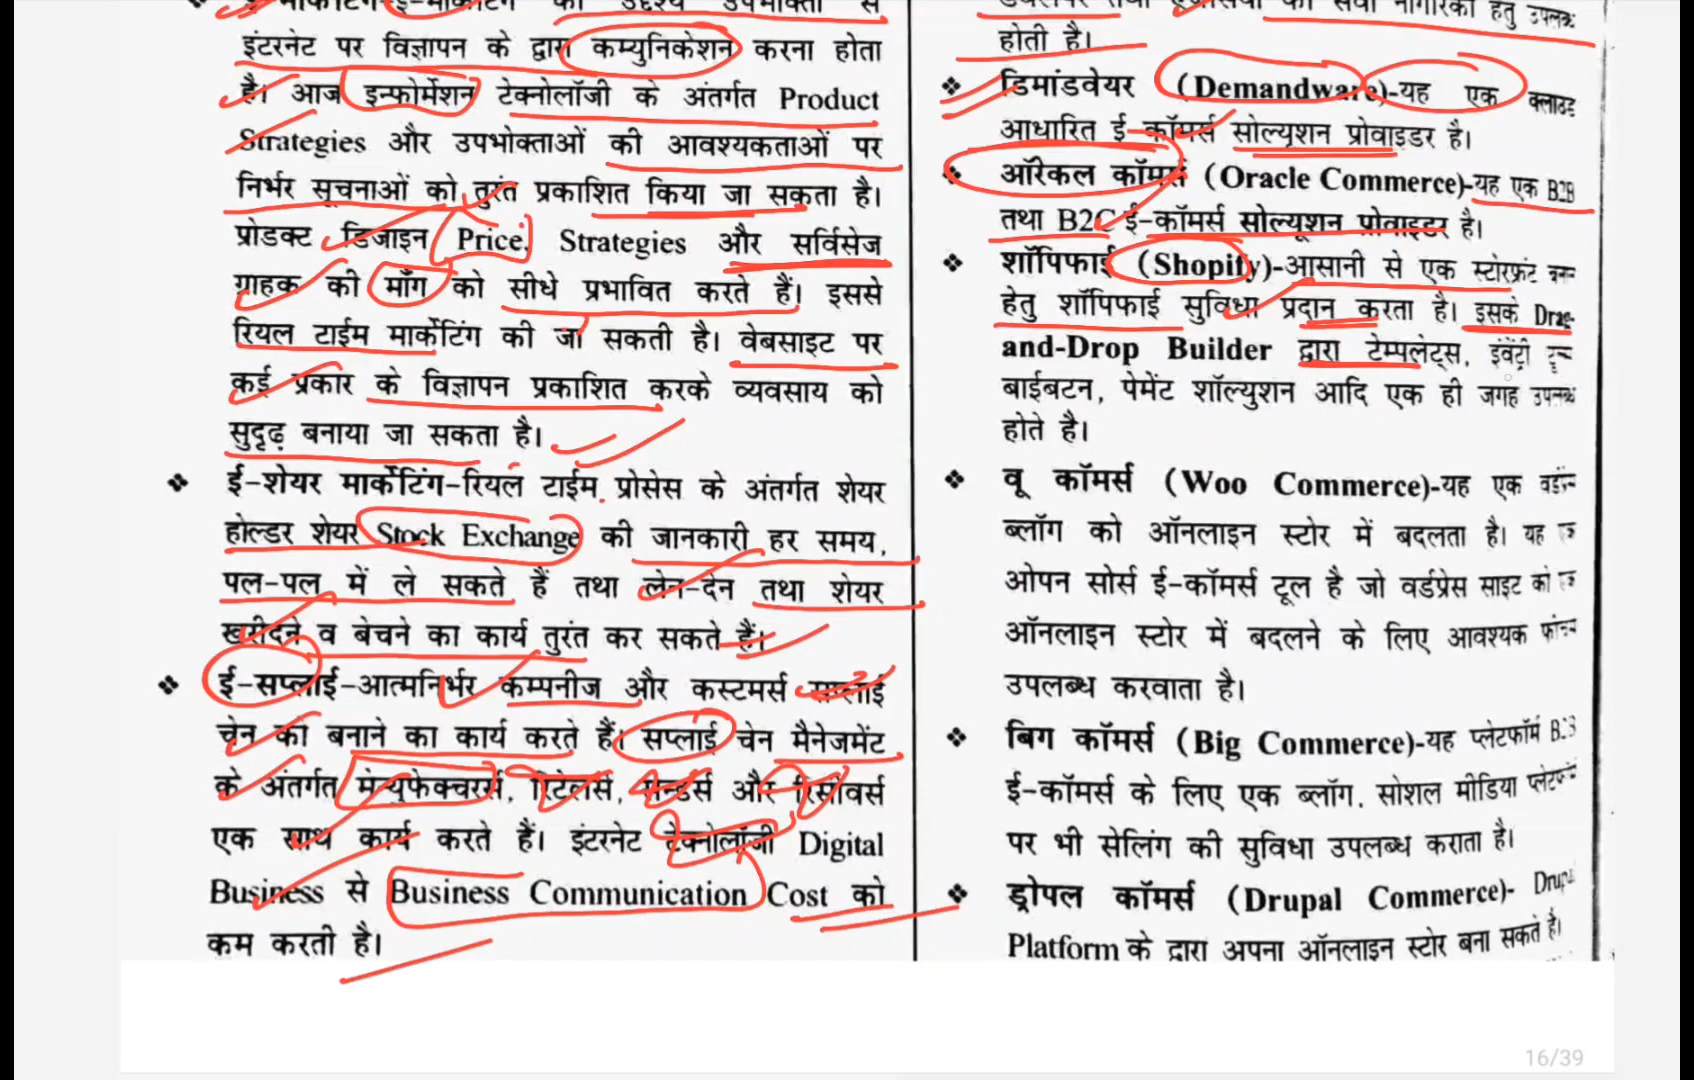 ई-मार्केटिंग का उद्देश्य उपभोक्ता से
इंटरनेट पर विज्ञापन के द्वारा कम्युनिकेशन करना होता
है। आज इन्फोर्मेशन टेक्नोलॉजी के अंतर्गत Product
Strategies और उपभोक्ताओं की आवश्यकताओं पर
निर्भर सूचनाओं को तुरंत प्रकाशित किया जा सकता है।
प्रोडक्ट डिजाइन Price, Strategies और सर्विसेज
ग्राहक की माँग को सीधे प्रभावित करते हैं। इससे
रियल टाईम मार्केटिंग की जा सकती है। वेबसाइट पर
कई प्रकार के विज्ञापन प्रकाशित करके व्यवसाय को
सुदृढ़ बनाया जा सकता है।
❖ ई-शेयर मार्केटिंग-रियल टाईम प्रोसेस के अंतर्गत शेयर
होल्डर शेयर Stock Exchange की जानकारी हर समय,
पल-पल में ले सकते हैं तथा लेन-देन तथा शेयर
खरीदने व बेचने का कार्य तुरंत कर सकते हैं।
❖ ई-सप्लाई-आत्मनिर्भर कम्पनीज और कस्टमर्स सप्लाई
चेन को बनाने का कार्य करते हैं। सप्लाई चेन मैनेजमेंट
के अंतर्गत मेन्युफेक्चरर्स, रिटेलर्स, सेन्डर्स और रिसीवर्स
एक साथ कार्य करते हैं। इंटरनेट टेक्नोलॉजी Digital
Business से Business Communication Cost को
कम करती है।
तथा की सेवा नागरिकों हेतु उपलब्ध
होती है।
❖ डिमांडवेयर (Demandware)-यह एक क्लाउड
आधारित ई-कॉमर्स सोल्यूशन प्रोवाइडर है।
❖ ऑरेकल कॉमर्स (Oracle Commerce)-यह एक B2B
तथा B2C ई-कॉमर्स सोल्यूशन प्रोवाइडर है।
❖ शॉपिफाई (Shopify)-आसानी से एक स्टोरफ्रंट
हेतु शॉपिफाई सुविधा प्रदान करता है। इसके Drag-
and-Drop Builder द्वारा टेम्पलेट्स, इंवेंट्री
बाईबटन, पेमेंट शॉल्युशन आदि एक ही जगह उपलब्ध
होते है।
❖ वू कॉमर्स (Woo Commerce)-यह एक
ब्लॉग को ऑनलाइन स्टोर में बदलता है। यह एक
ओपन सोर्स ई-कॉमर्स टूल है जो वर्डप्रेस साइट को एक
ऑनलाइन स्टोर में बदलने के लिए आवश्यक
उपलब्ध करवाता है।
❖ बिग कॉमर्स (Big Commerce)-यह प्लेटफॉर्म
ई-कॉमर्स के लिए एक ब्लॉग, सोशल मीडिया प्लेटफॉर्म
पर भी सेलिंग की सुविधा उपलब्ध कराता है।
❖ ड्रोपल कॉमर्स (Drupal Commerce)- Drupal
Platform के द्वारा अपना ऑनलाइन स्टोर बना सकते है।
16/39